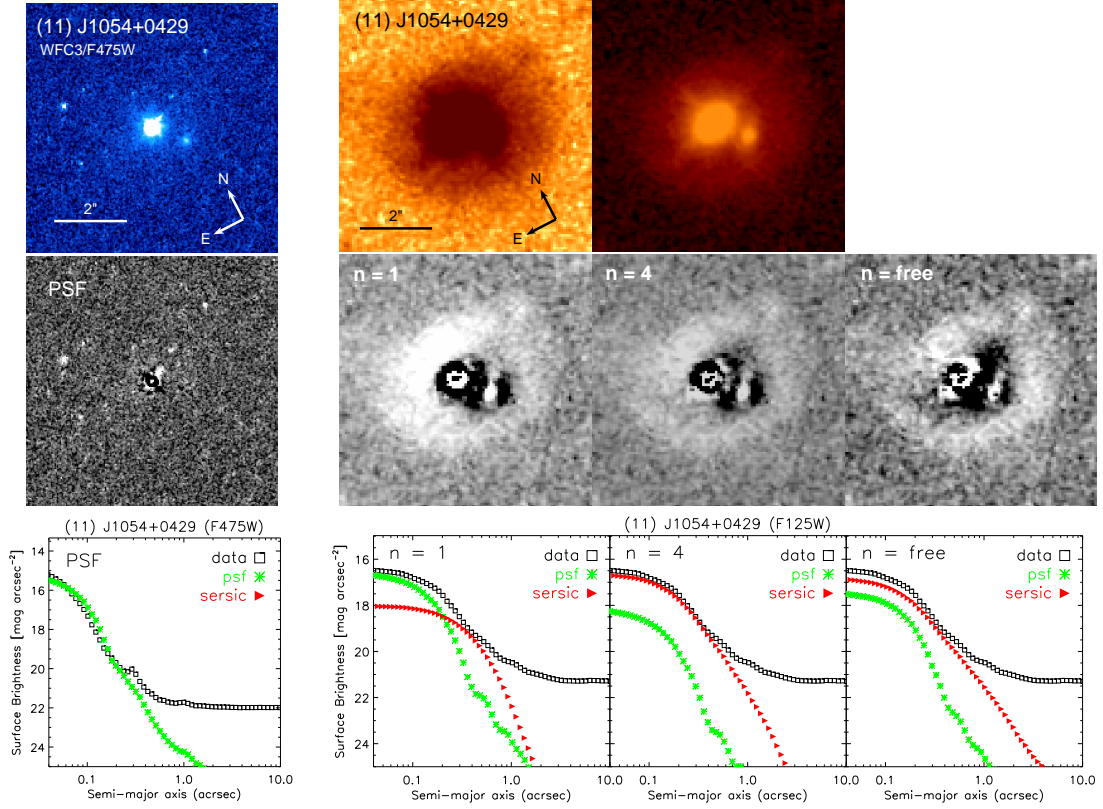 (11) J1054+0429
WFC3/F475W
N
2"
E
(11) J1054+0429
N
2"
E
PSF
n = 1
n = 4
n = free
(11) J1054+0429 (F475W)
PSF
data
psf
Surface Brightness [mag arcsec⁻²]
14
16
18
20
22
24
0.1
1.0
10.0
Semi-major axis (acrsec)
(11) J1054+0429 (F125W)
n = 1
data
psf
sersic
n = 4
data
psf
sersic
n = free
data
psf
sersic
Surface Brightness [mag arcsec⁻²]
16
18
20
22
24
0.1
1.0
0.1
1.0
0.1
1.0
10.0
Semi-major axis (acrsec)
Semi-major axis (acrsec)
Semi-major axis (acrsec)